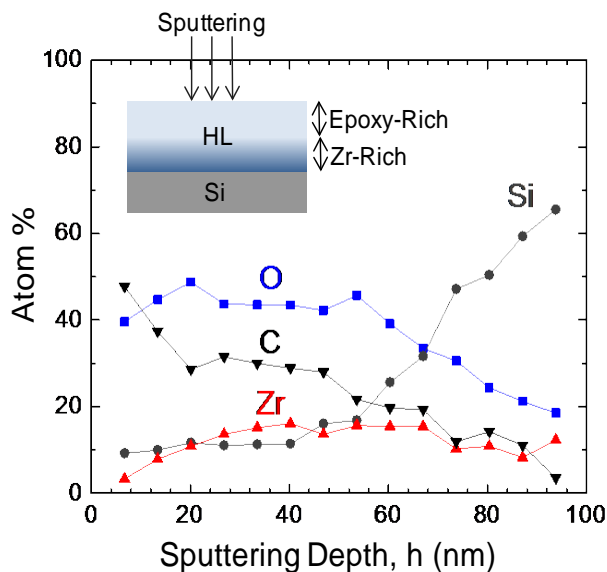 Sputtering
100
80
60
40
20
0
Atom %
HL
Si
Epoxy-Rich
Zr-Rich
Si
O
C
Zr
0 20 40 60 80 100
Sputtering Depth, h (nm)